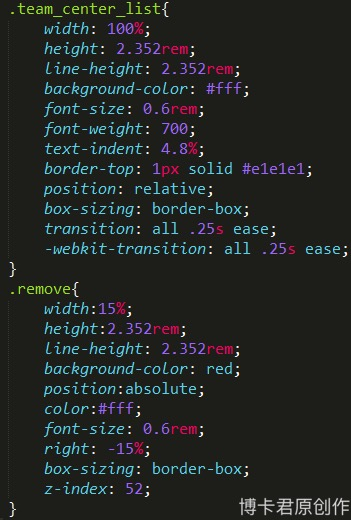 .team_center_list{
    width: 100%;
    height: 2.352rem;
    line-height: 2.352rem;
    background-color: #fff;
    font-size: 0.6rem;
    font-weight: 700;
    text-indent: 4.8%;
    border-top: 1px solid #e1e1e1;
    position: relative;
    box-sizing: border-box;
    transition: all .25s ease;
    -webkit-transition: all .25s ease;
}
.remove{
    width:15%;
    height:2.352rem;
    line-height: 2.352rem;
    background-color: red;
    position:absolute;
    color:#fff;
    font-size: 0.6rem;
    right: -15%;
    box-sizing: border-box;
    z-index: 52;
}
博卡君原创作